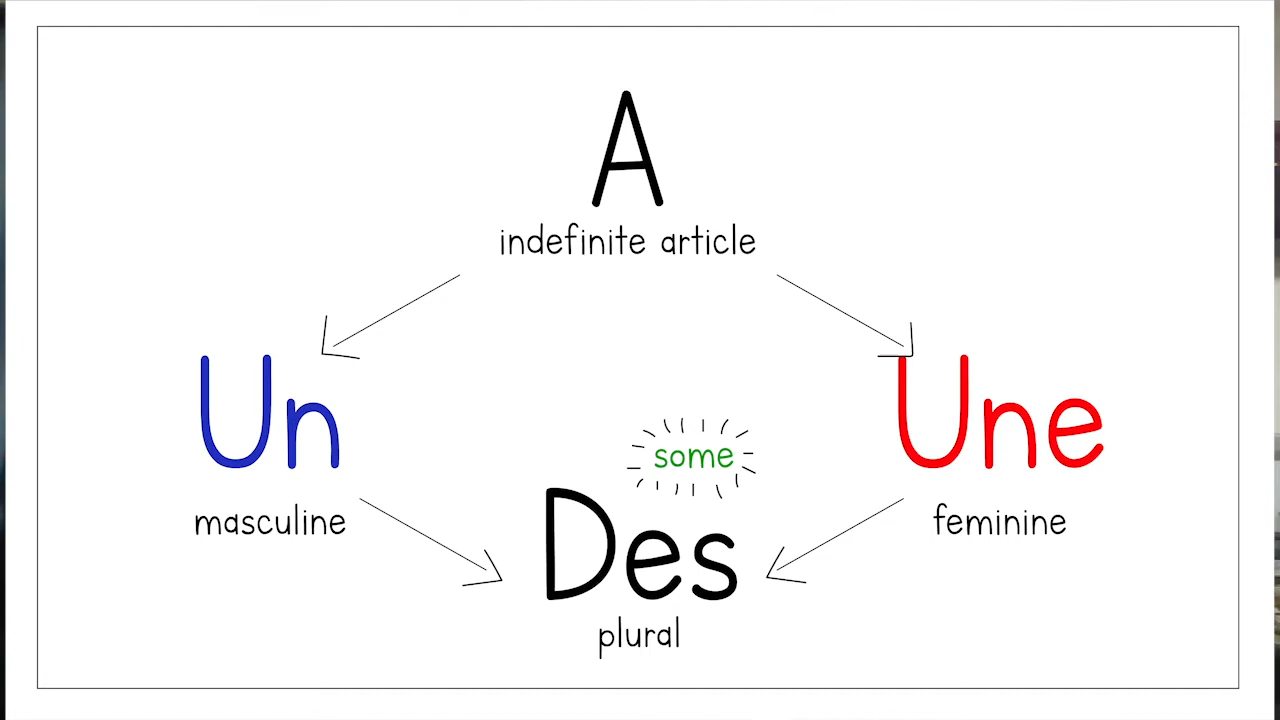 A
indefinite article
Un
Une
masculine
feminine
some
Des
plural